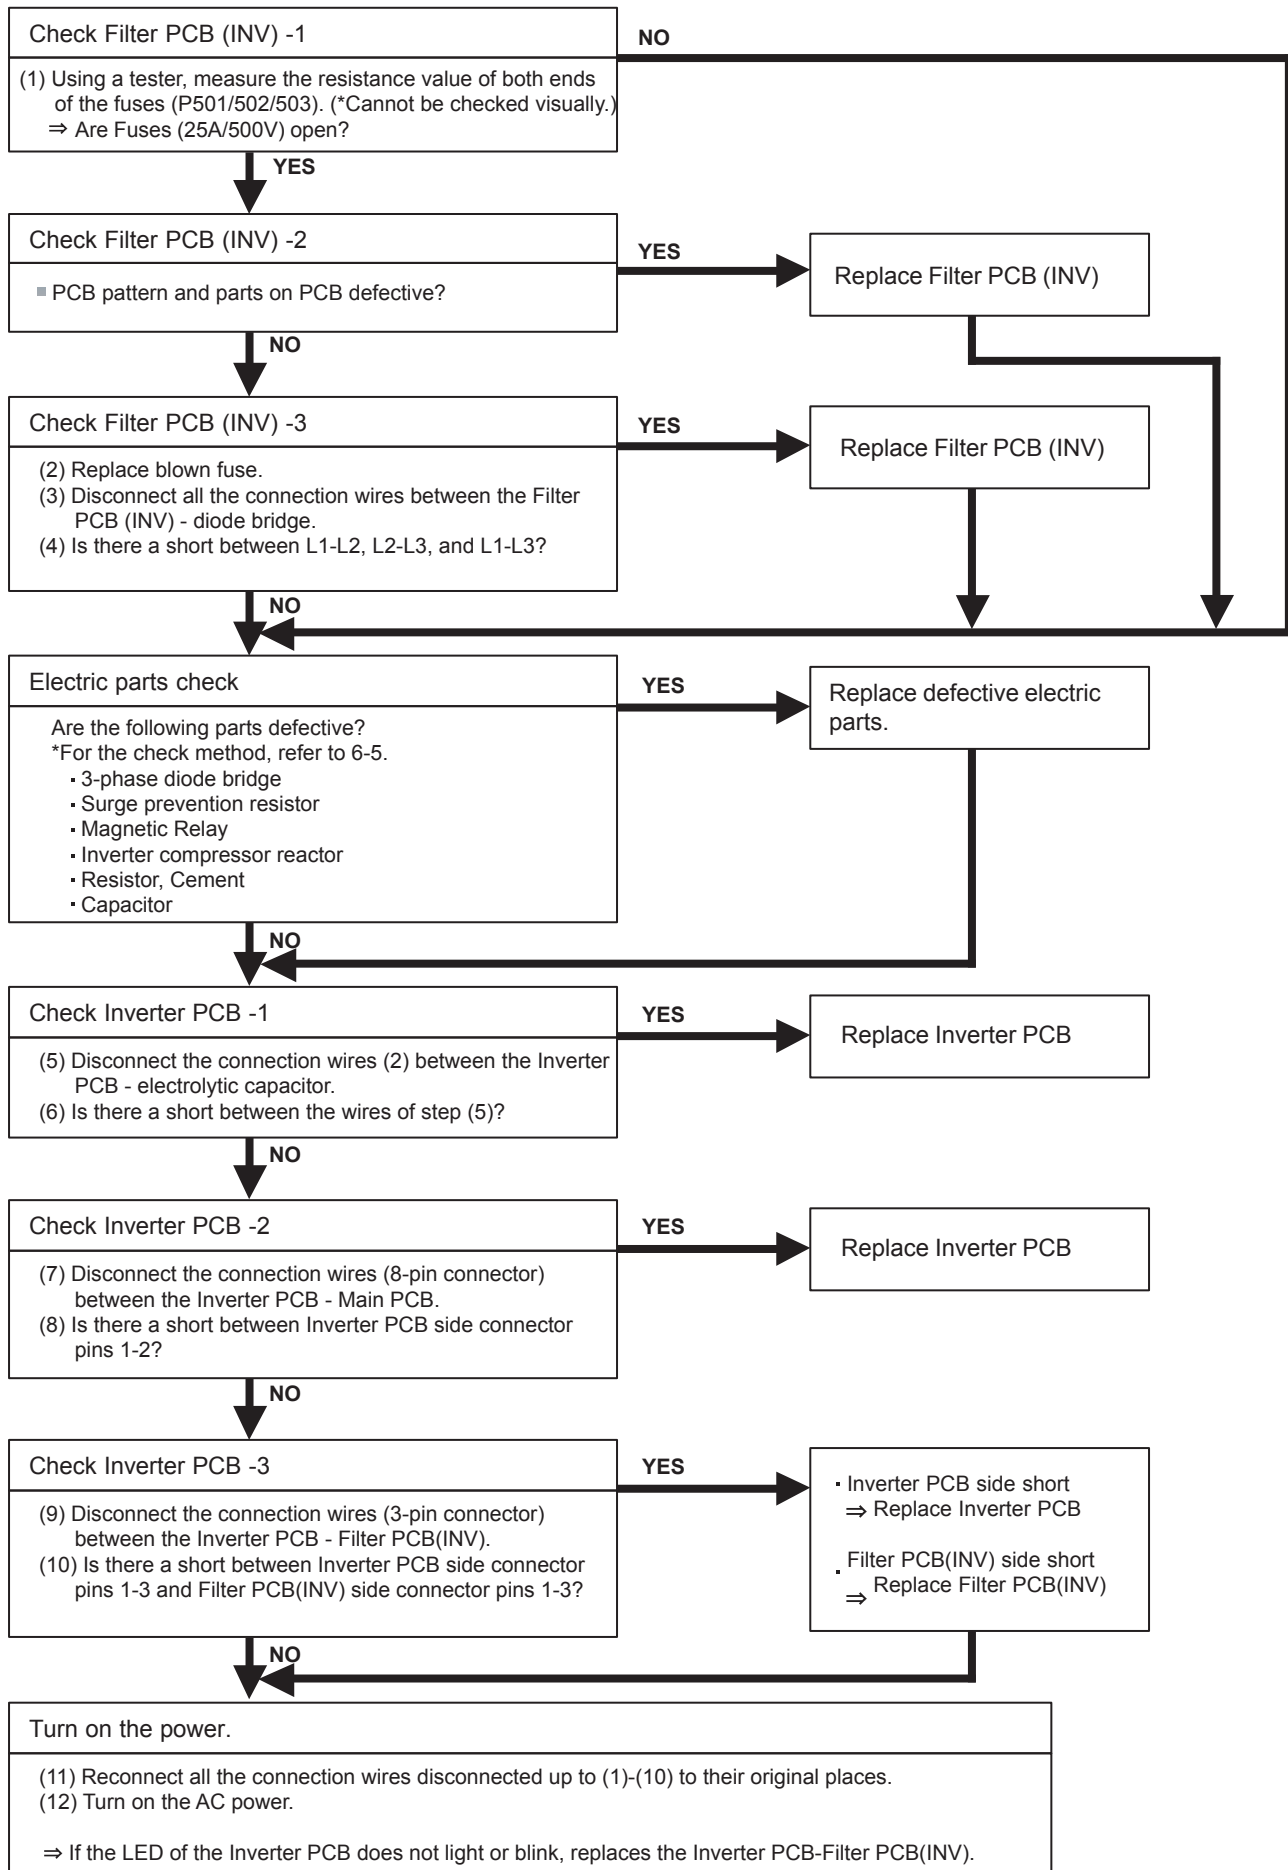 Check Filter PCB (INV) -1
NO
(1) Using a tester, measure the resistance value of both ends
of the fuses (P501/502/503). (*Cannot be checked visually.)
⇒ Are Fuses (25A/500V) open?
YES
Check Filter PCB (INV) -2
YES
Replace Filter PCB (INV)
■ PCB pattern and parts on PCB defective?
NO
Check Filter PCB (INV) -3
YES
Replace Filter PCB (INV)
(2) Replace blown fuse.
(3) Disconnect all the connection wires between the Filter
PCB (INV) - diode bridge.
(4) Is there a short between L1-L2, L2-L3, and L1-L3?
NO
Electric parts check
YES
Replace defective electric
parts.
Are the following parts defective?
*For the check method, refer to 6-5.
・3-phase diode bridge
・Surge prevention resistor
・Magnetic Relay
・Inverter compressor reactor
・Resistor, Cement
・Capacitor
NO
Check Inverter PCB -1
YES
Replace Inverter PCB
(5) Disconnect the connection wires (2) between the Inverter
PCB - electrolytic capacitor.
(6) Is there a short between the wires of step (5)?
NO
Check Inverter PCB -2
YES
Replace Inverter PCB
(7) Disconnect the connection wires (8-pin connector)
between the Inverter PCB - Main PCB.
(8) Is there a short between Inverter PCB side connector
pins 1-2?
NO
Check Inverter PCB -3
YES
(9) Disconnect the connection wires (3-pin connector)
between the Inverter PCB - Filter PCB(INV).
(10) Is there a short between Inverter PCB side connector
pins 1-3 and Filter PCB(INV) side connector pins 1-3?
・Inverter PCB side short
⇒ Replace Inverter PCB
・Filter PCB(INV) side short
⇒ Replace Filter PCB(INV)
NO
Turn on the power.
(11) Reconnect all the connection wires disconnected up to (1)-(10) to their original places.
(12) Turn on the AC power.
⇒ If the LED of the Inverter PCB does not light or blink, replaces the Inverter PCB-Filter PCB(INV).